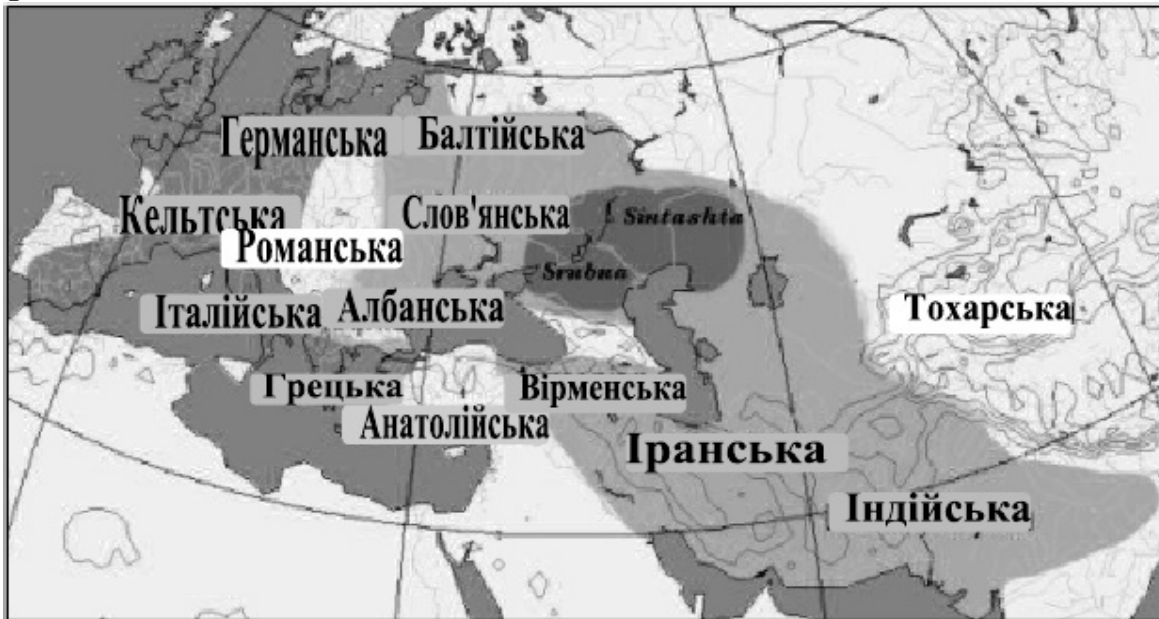 Германська
Балтійська
Кельтська
Слов'янська
Sintashta
Романська
Srubna
Італійська
Албанська
Тохарська
Грецька
Вірменська
Анатолійська
Іранська
Індійська